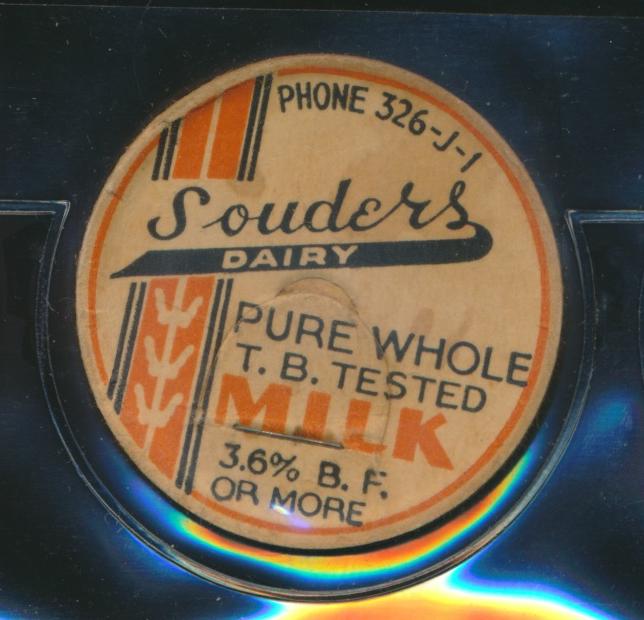 PHONE 326-J-1
Souders
DAIRY
PURE WHOLE
T. B. TESTED
MILK
3.6% B. F.
OR MORE